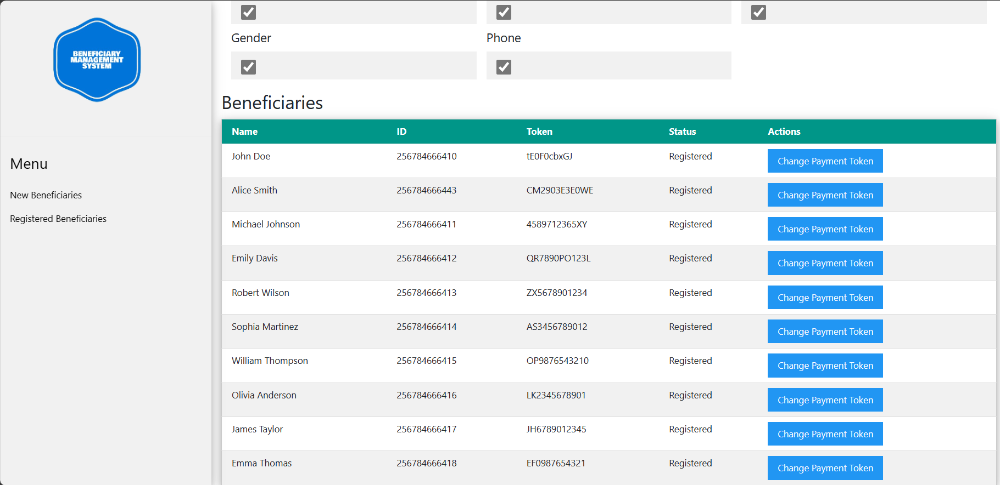 BENEFICIARY
MANAGEMENT
SYSTEM
Menu
New Beneficiaries
Registered Beneficiaries
Gender Phone
Beneficiaries
Name ID Token Status Actions
John Doe 256784666410 tE0F0cbxGJ Registered Change Payment Token
Alice Smith 256784666443 CM2903E3E0WE Registered Change Payment Token
Michael Johnson 256784666411 4589712365XY Registered Change Payment Token
Emily Davis 256784666412 QR7890PO123L Registered Change Payment Token
Robert Wilson 256784666413 ZX5678901234 Registered Change Payment Token
Sophia Martinez 256784666414 AS3456789012 Registered Change Payment Token
William Thompson 256784666415 OP9876543210 Registered Change Payment Token
Olivia Anderson 256784666416 LK2345678901 Registered Change Payment Token
James Taylor 256784666417 JH6789012345 Registered Change Payment Token
Emma Thomas 256784666418 EF0987654321 Registered Change Payment Token